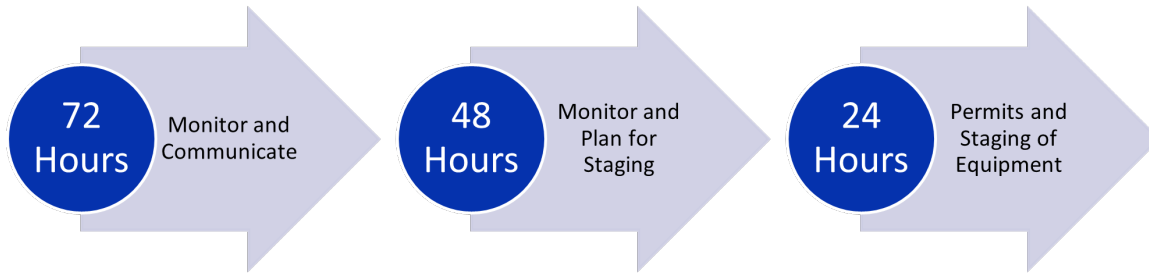 72
Hours
Monitor and
Communicate
48
Hours
Monitor and
Plan for
Staging
24
Hours
Permits and
Staging of
Equipment